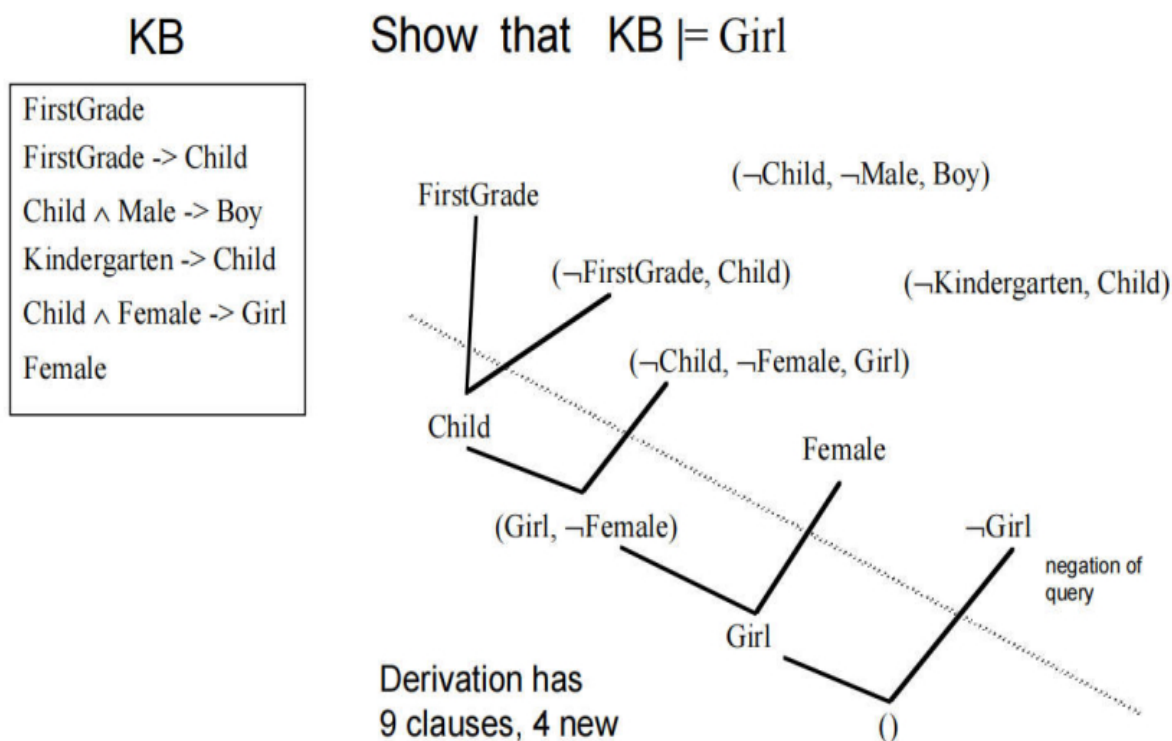 KB
Show that KB |= Girl
FirstGrade
FirstGrade -> Child
Child ∧ Male -> Boy
Kindergarten -> Child
Child ∧ Female -> Girl
Female
(¬Child, ¬Male, Boy)
FirstGrade
(¬FirstGrade, Child)
(¬Kindergarten, Child)
(¬Child, ¬Female, Girl)
Child
Female
(Girl, ¬Female)
¬Girl
negation of
query
Girl
Derivation has
9 clauses, 4 new
()